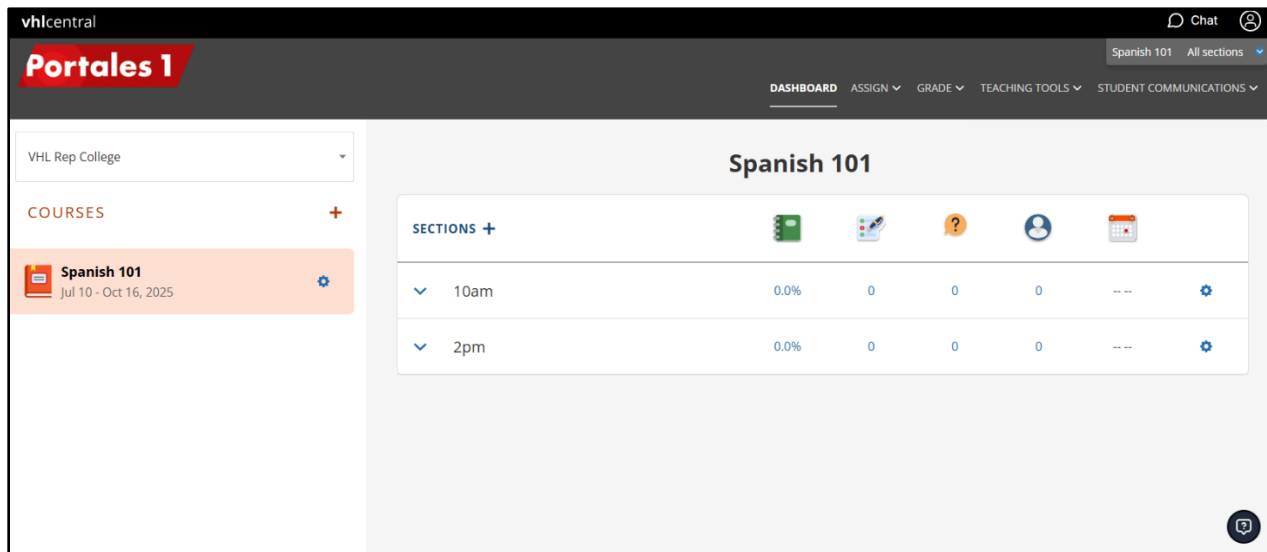 vhlcentral
Chat
Portales 1
Spanish 101 All sections
DASHBOARD ASSIGN GRADE TEACHING TOOLS STUDENT COMMUNICATIONS
VHL Rep College
COURSES +
Spanish 101
Jul 10 - Oct 16, 2025
Spanish 101
SECTIONS +
10am 0.0% 0 0 0 -- --
2pm 0.0% 0 0 0 -- --